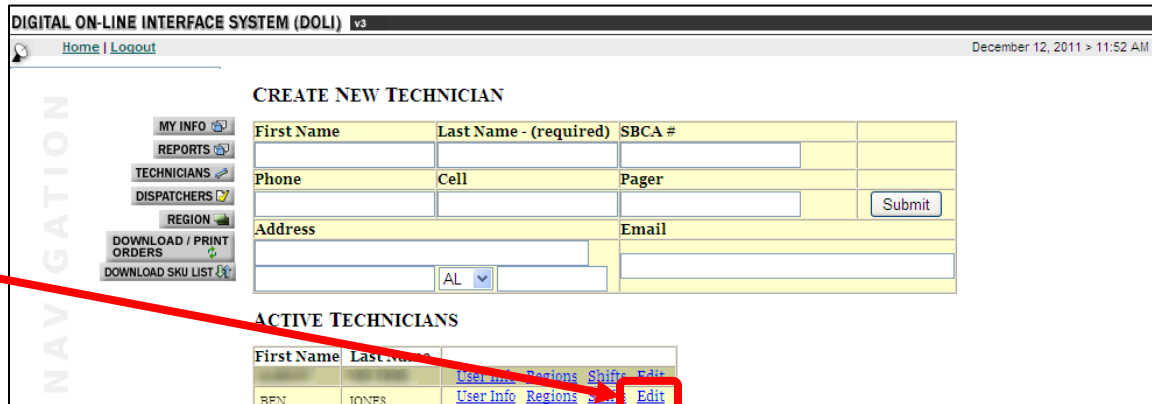 DIGITAL ON-LINE INTERFACE SYSTEM (DOLI) v3
Home | Logout December 12, 2011 > 11:52 AM
NAVIGATION
MY INFO
REPORTS
TECHNICIANS
DISPATCHERS
REGION
DOWNLOAD / PRINT
ORDERS
DOWNLOAD SKU LIST
CREATE NEW TECHNICIAN
First Name Last Name - (required) SBCA #
Phone Cell Pager
Submit
Address Email
AL
ACTIVE TECHNICIANS
First Name Last Name
User Info Regions Shifts Edit
BEN JONES User Info Regions Shifts Edit